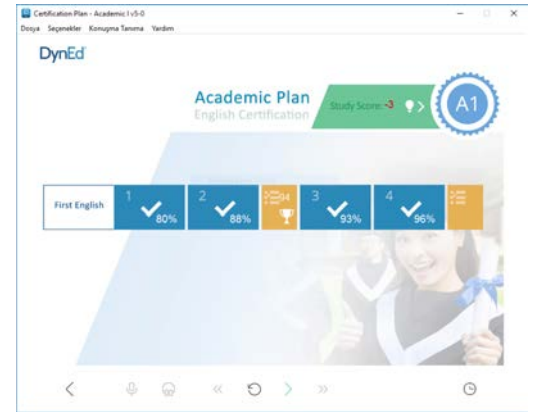 Certification Plan - Academic I v5-0
Dosya Seçenekler Konuşma Tanıma Yardım
DynEd
Academic Plan
English Certification
Study Score: -3
A1
First English
1
80%
2
88%
94
3
93%
4
96%